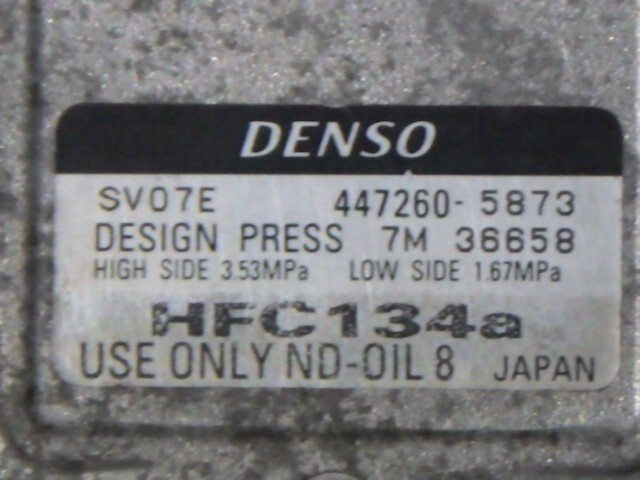 DENSO
SV07E 447260-5873
DESIGN PRESS 7M 36658
HIGH SIDE 3.53MPa LOW SIDE 1.67MPa
HFC134a
USE ONLY ND-OIL 8 JAPAN